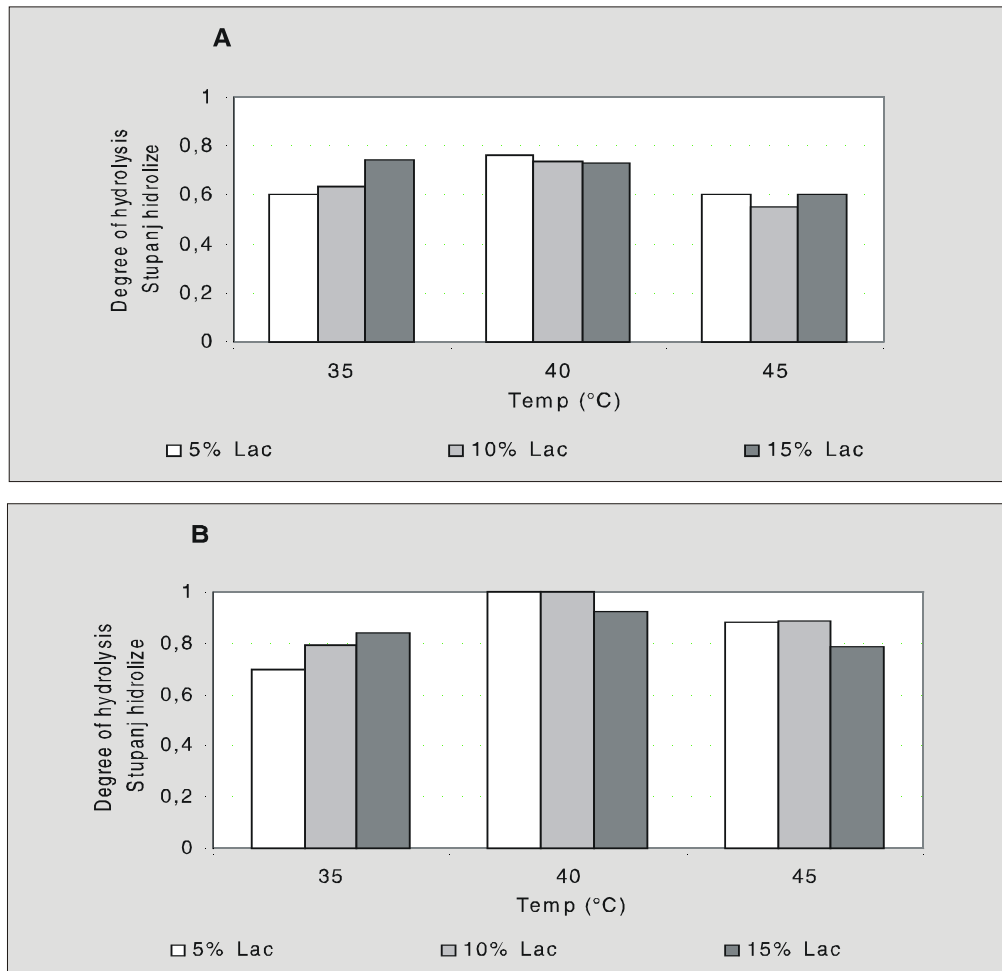 A
Degree of hydrolysis
Stupanj hidrolize
1
0,8
0,6
0,4
0,2
0
35 40 45
Temp (°C)
5% Lac 10% Lac 15% Lac
B
Degree of hydrolysis
Stupanj hidrolize
1
0,8
0,6
0,4
0,2
0
35 40 45
Temp (°C)
5% Lac 10% Lac 15% Lac